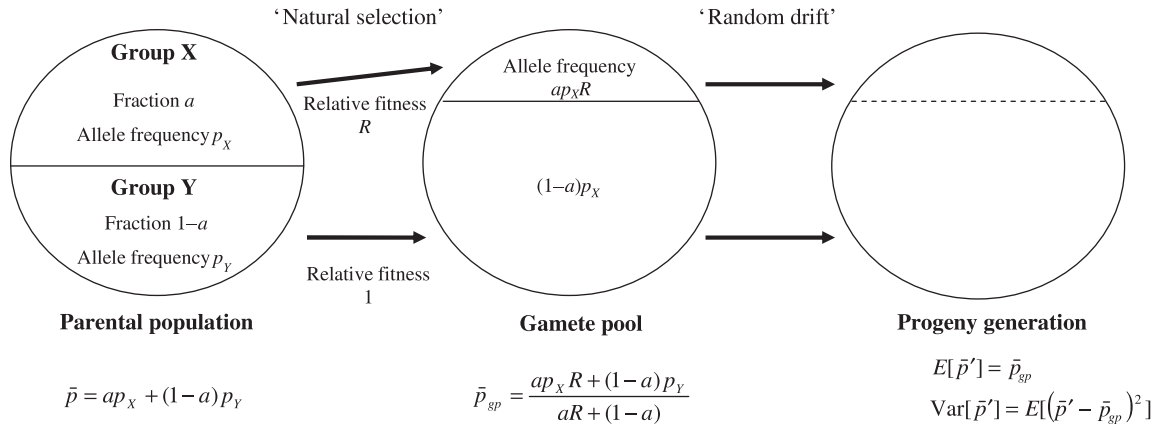 ‘Natural selection’
‘Random drift’
Group X
Fraction a
Allele frequency p_X
Group Y
Fraction 1–a
Allele frequency p_Y
Parental population
p̄ = ap_X + (1 − a) p_Y
Relative fitness
R
Relative fitness
1
Allele frequency
ap_XR
(1–a)p_X
Gamete pool
p̄_gp = (ap_X R + (1 − a) p_Y) / (aR + (1 − a))
Progeny generation
E[p̄′] = p̄_gp
Var[p̄′] = E[(p̄′ − p̄_gp)²]